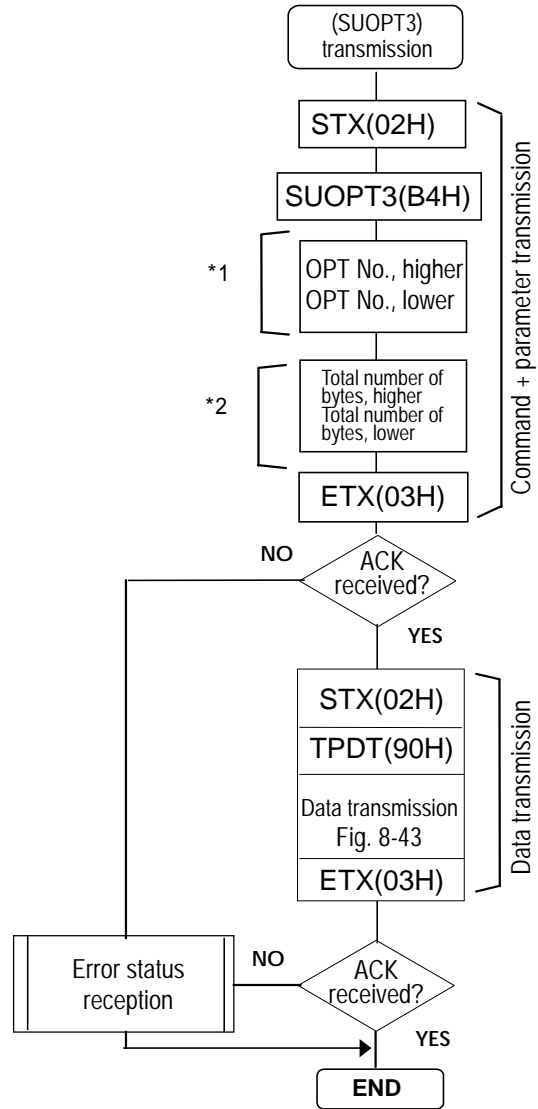 (SUOPT3)
transmission
STX(02H)
SUOPT3(B4H)
*1
OPT No., higher
OPT No., lower
*2
Total number of
bytes, higher
Total number of
bytes, lower
ETX(03H)
Command + parameter transmission
NO
ACK
received?
YES
STX(02H)
TPDT(90H)
Data transmission
Fig. 8-43
ETX(03H)
Data transmission
Error status
reception
NO
ACK
received?
YES
END